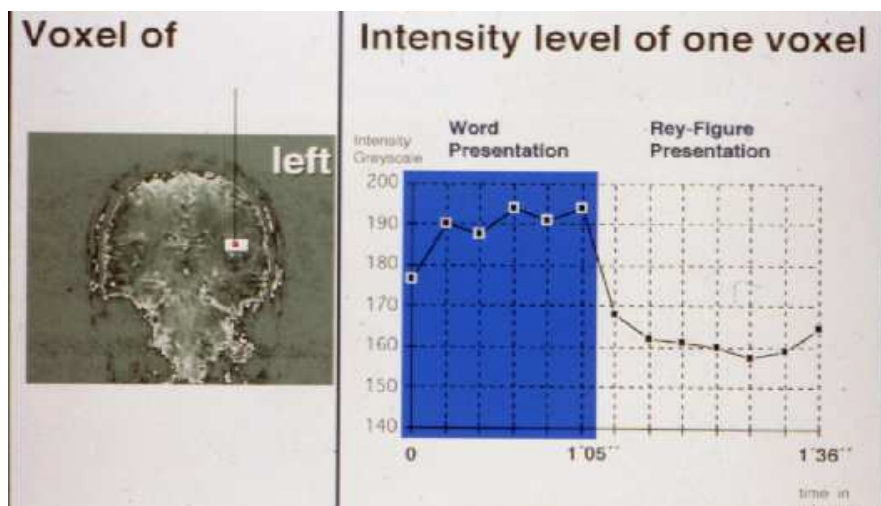 Voxel of
left
Intensity level of one voxel
Word
Presentation
Rey-Figure
Presentation
Intensity
Greyscale
200
190
180
170
160
150
140
0
1´05´´
1´36´´
time in